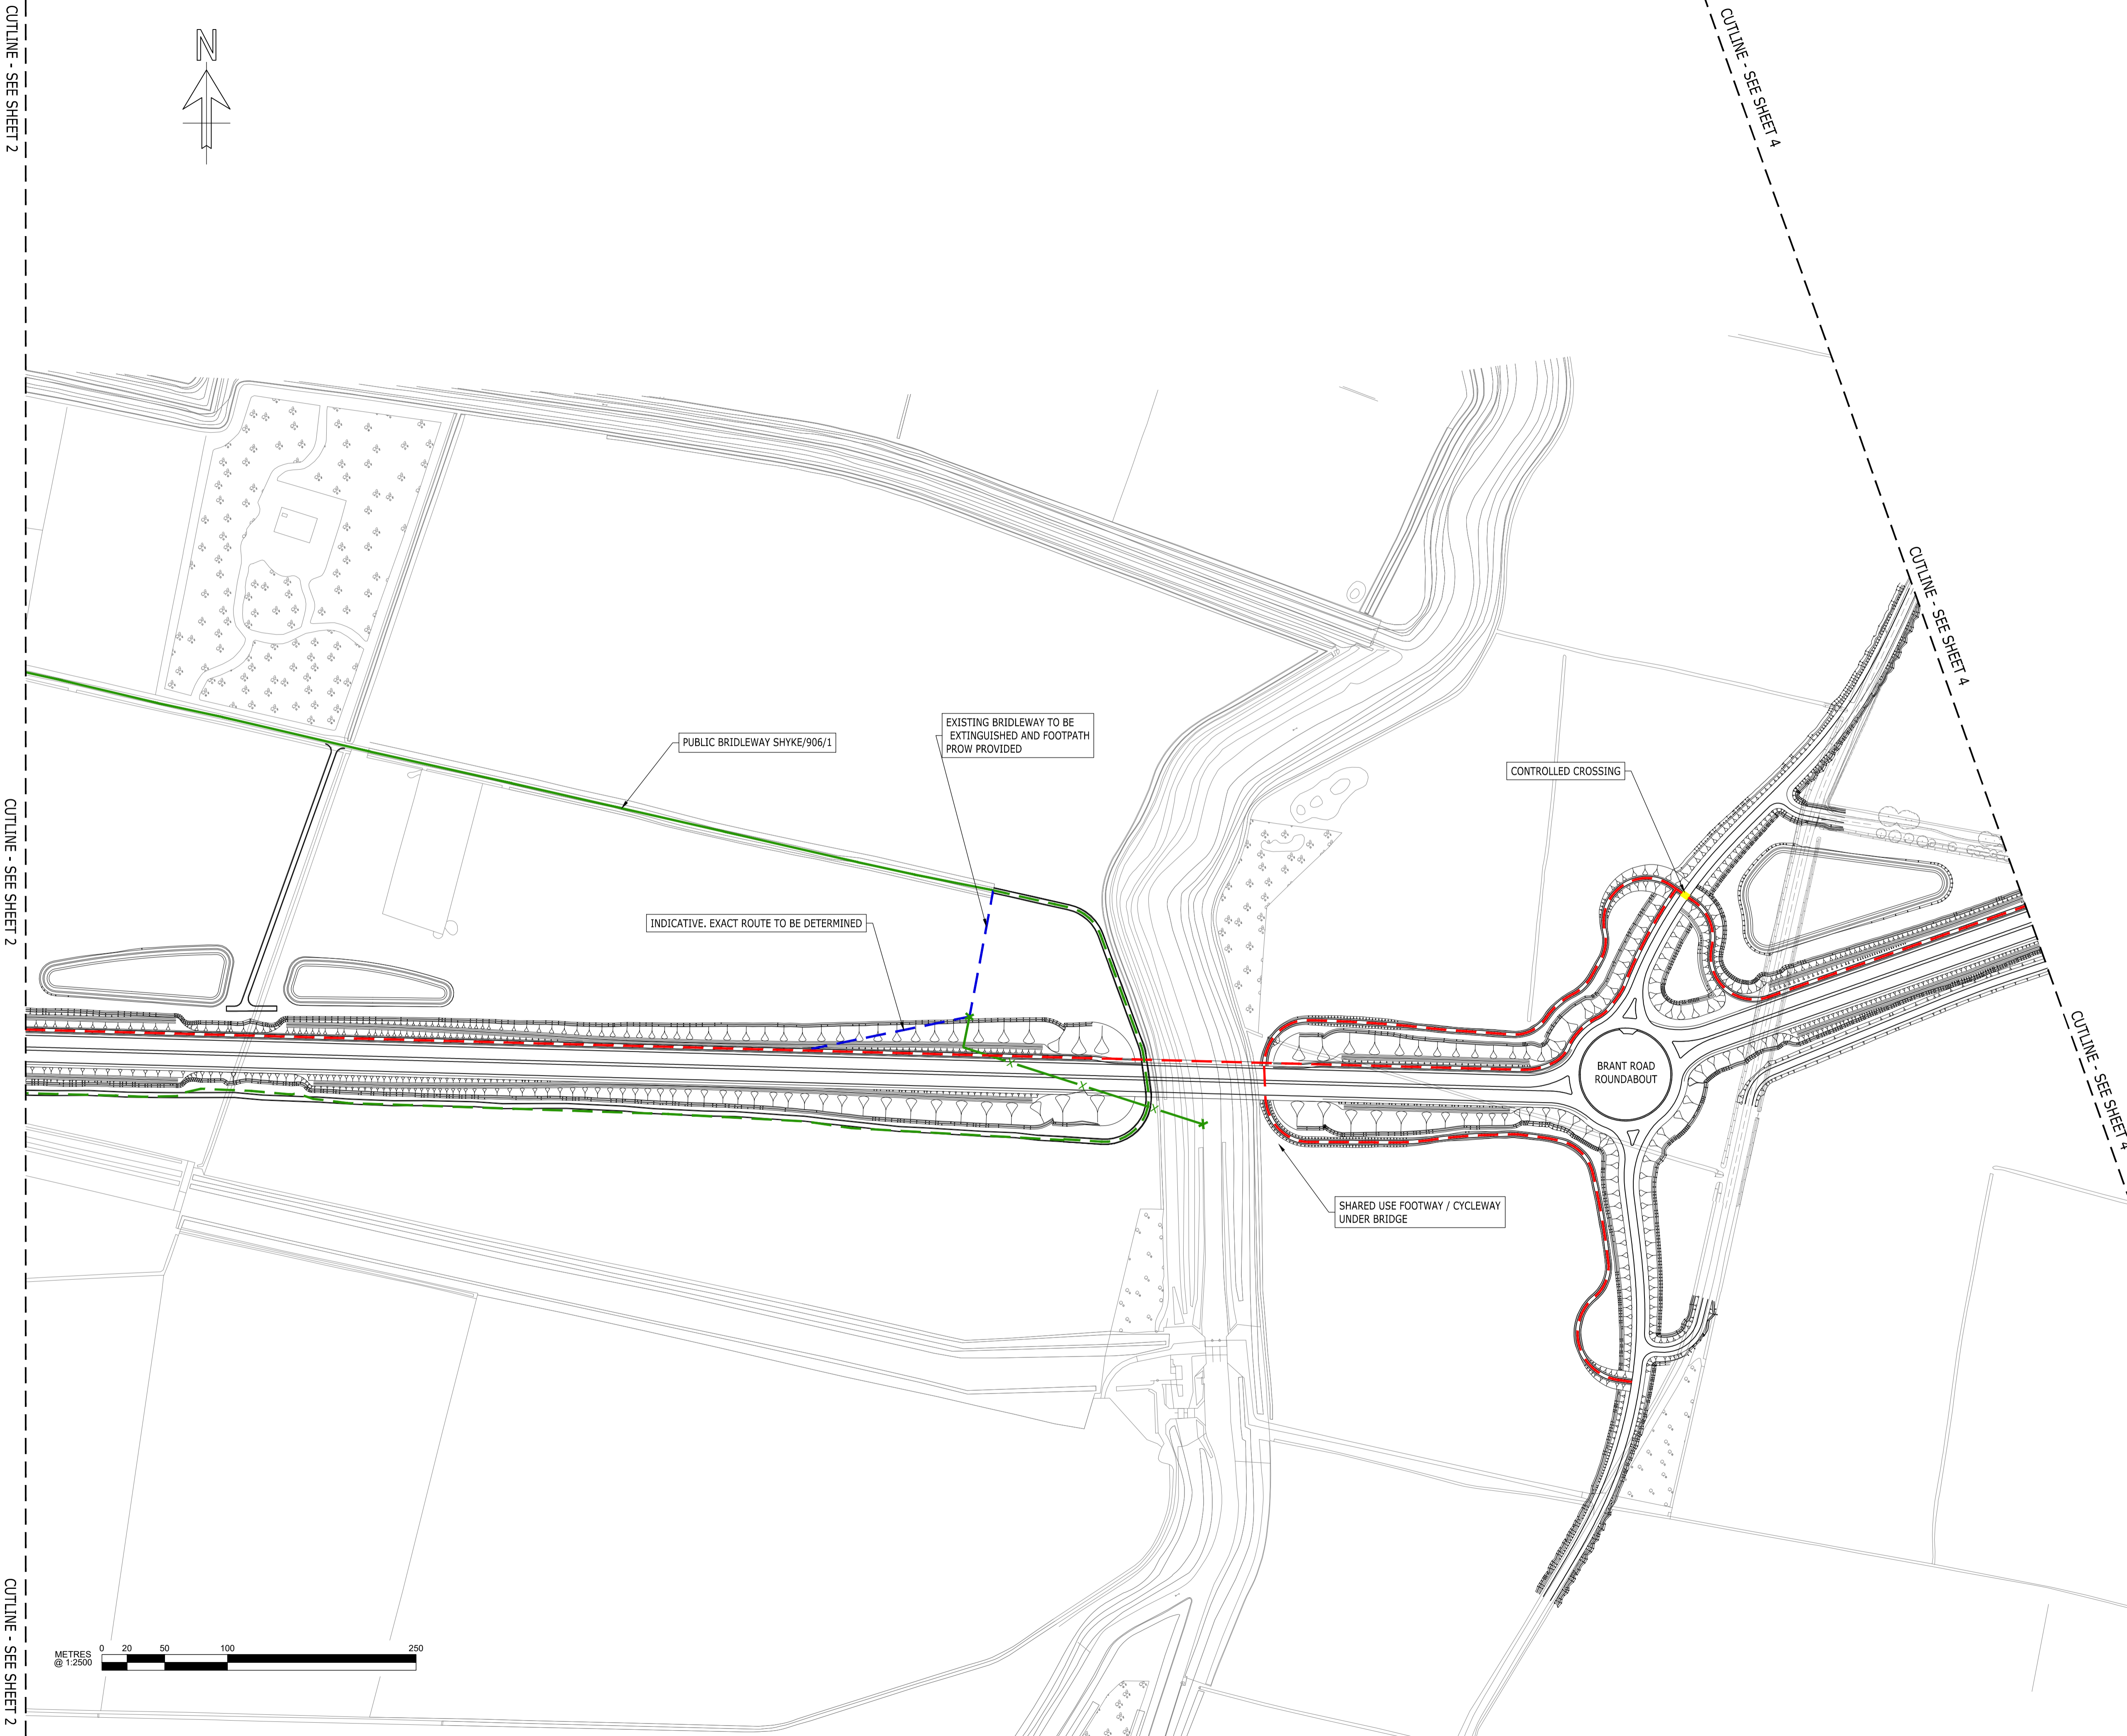 CUTLINE - SEE SHEET 2
N
CUTLINE - SEE SHEET 4
CUTLINE - SEE SHEET 4
EXISTING BRIDLEWAY TO BE
EXTINGUISHED AND FOOTPATH
PROW PROVIDED
PUBLIC BRIDLEWAY SHYKE/906/1
CONTROLLED CROSSING
CUTLINE - SEE SHEET 2
INDICATIVE. EXACT ROUTE TO BE DETERMINED
BRANT ROAD
ROUNDABOUT
CUTLINE - SEE SHEET 4
SHARED USE FOOTWAY / CYCLEWAY
UNDER BRIDGE
CUTLINE - SEE SHEET 2
METRES
@ 1:2500
0 20 50 100 250